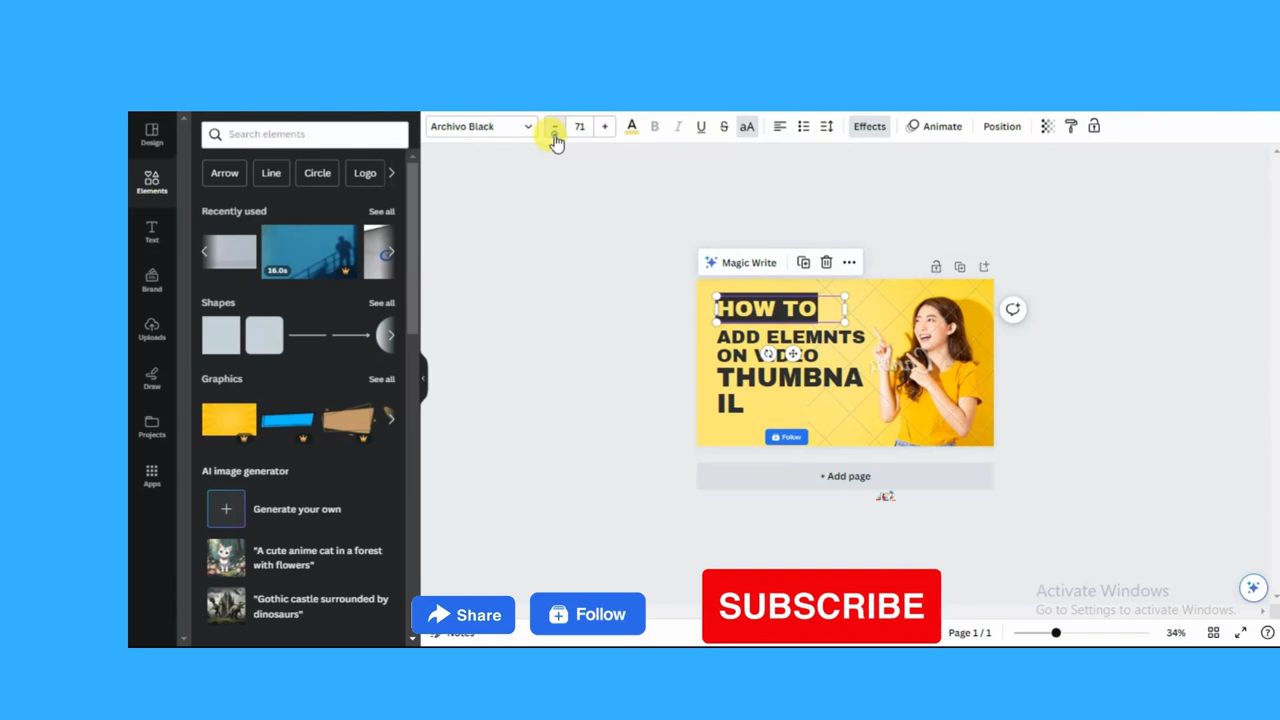 Design
Elements
Text
Brand
Uploads
Draw
Projects
Apps
Search elements
Arrow
Line
Circle
Logo
Recently used
See all
16.0s
Shapes
See all
Graphics
See all
AI image generator
Generate your own
"A cute anime cat in a forest
with flowers"
"Gothic castle surrounded by
dinosaurs"
Archivo Black
71
A
B
I
U
S
aA
Effects
Animate
Position
Magic Write
HOW TO
ADD ELEMNTS
ON VIDEO
THUMBNA
IL
Follow
+ Add page
Activate Windows
Go to Settings to activate Windows.
Share
Follow
SUBSCRIBE
Notes
Page 1 / 1
34%